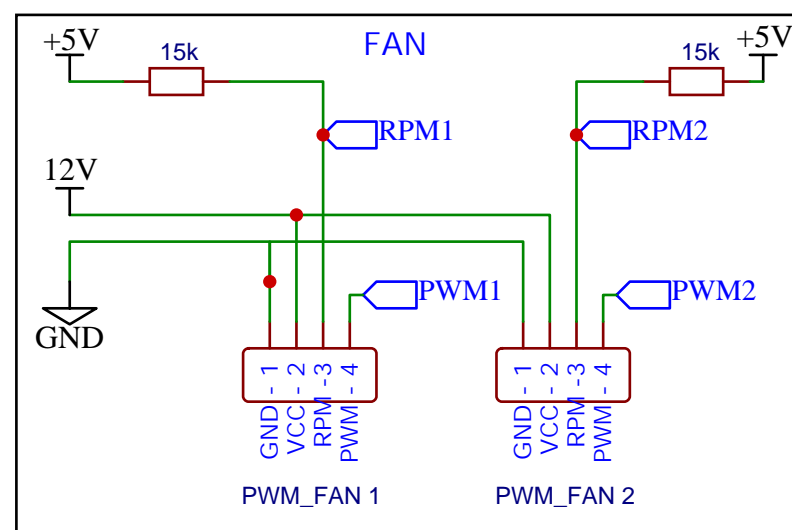 +5V
15k
FAN
15k
+5V
RPM1
RPM2
12V
GND
PWM1
PWM2
GND - 1
VCC - 2
RPM -3
PWM - 4
GND - 1
VCC - 2
RPM -3
PWM - 4
PWM_FAN 1
PWM_FAN 2